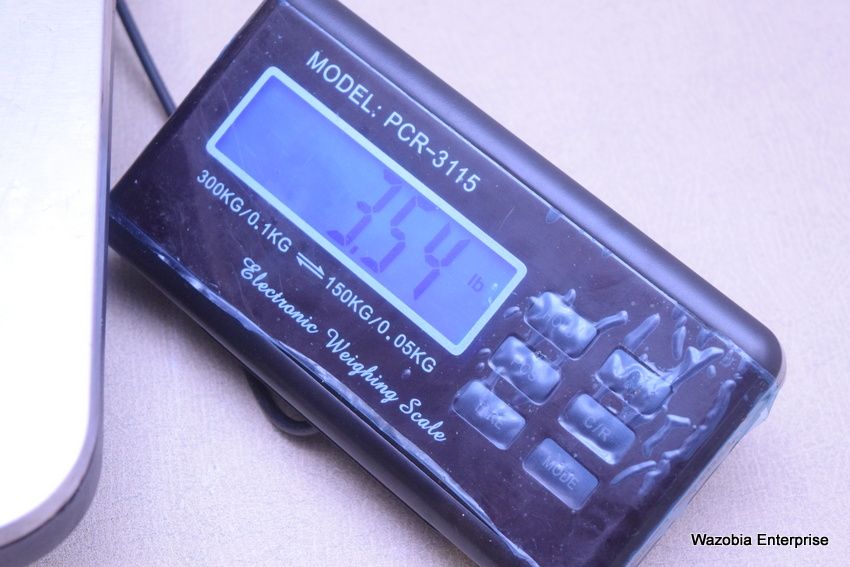 MODEL: PCR-3115
3.54 lb
300KG/0.1KG ⇌ 150KG/0.05KG
Electronic Weighing Scale
C/R
MODE
Wazobia Enterprise